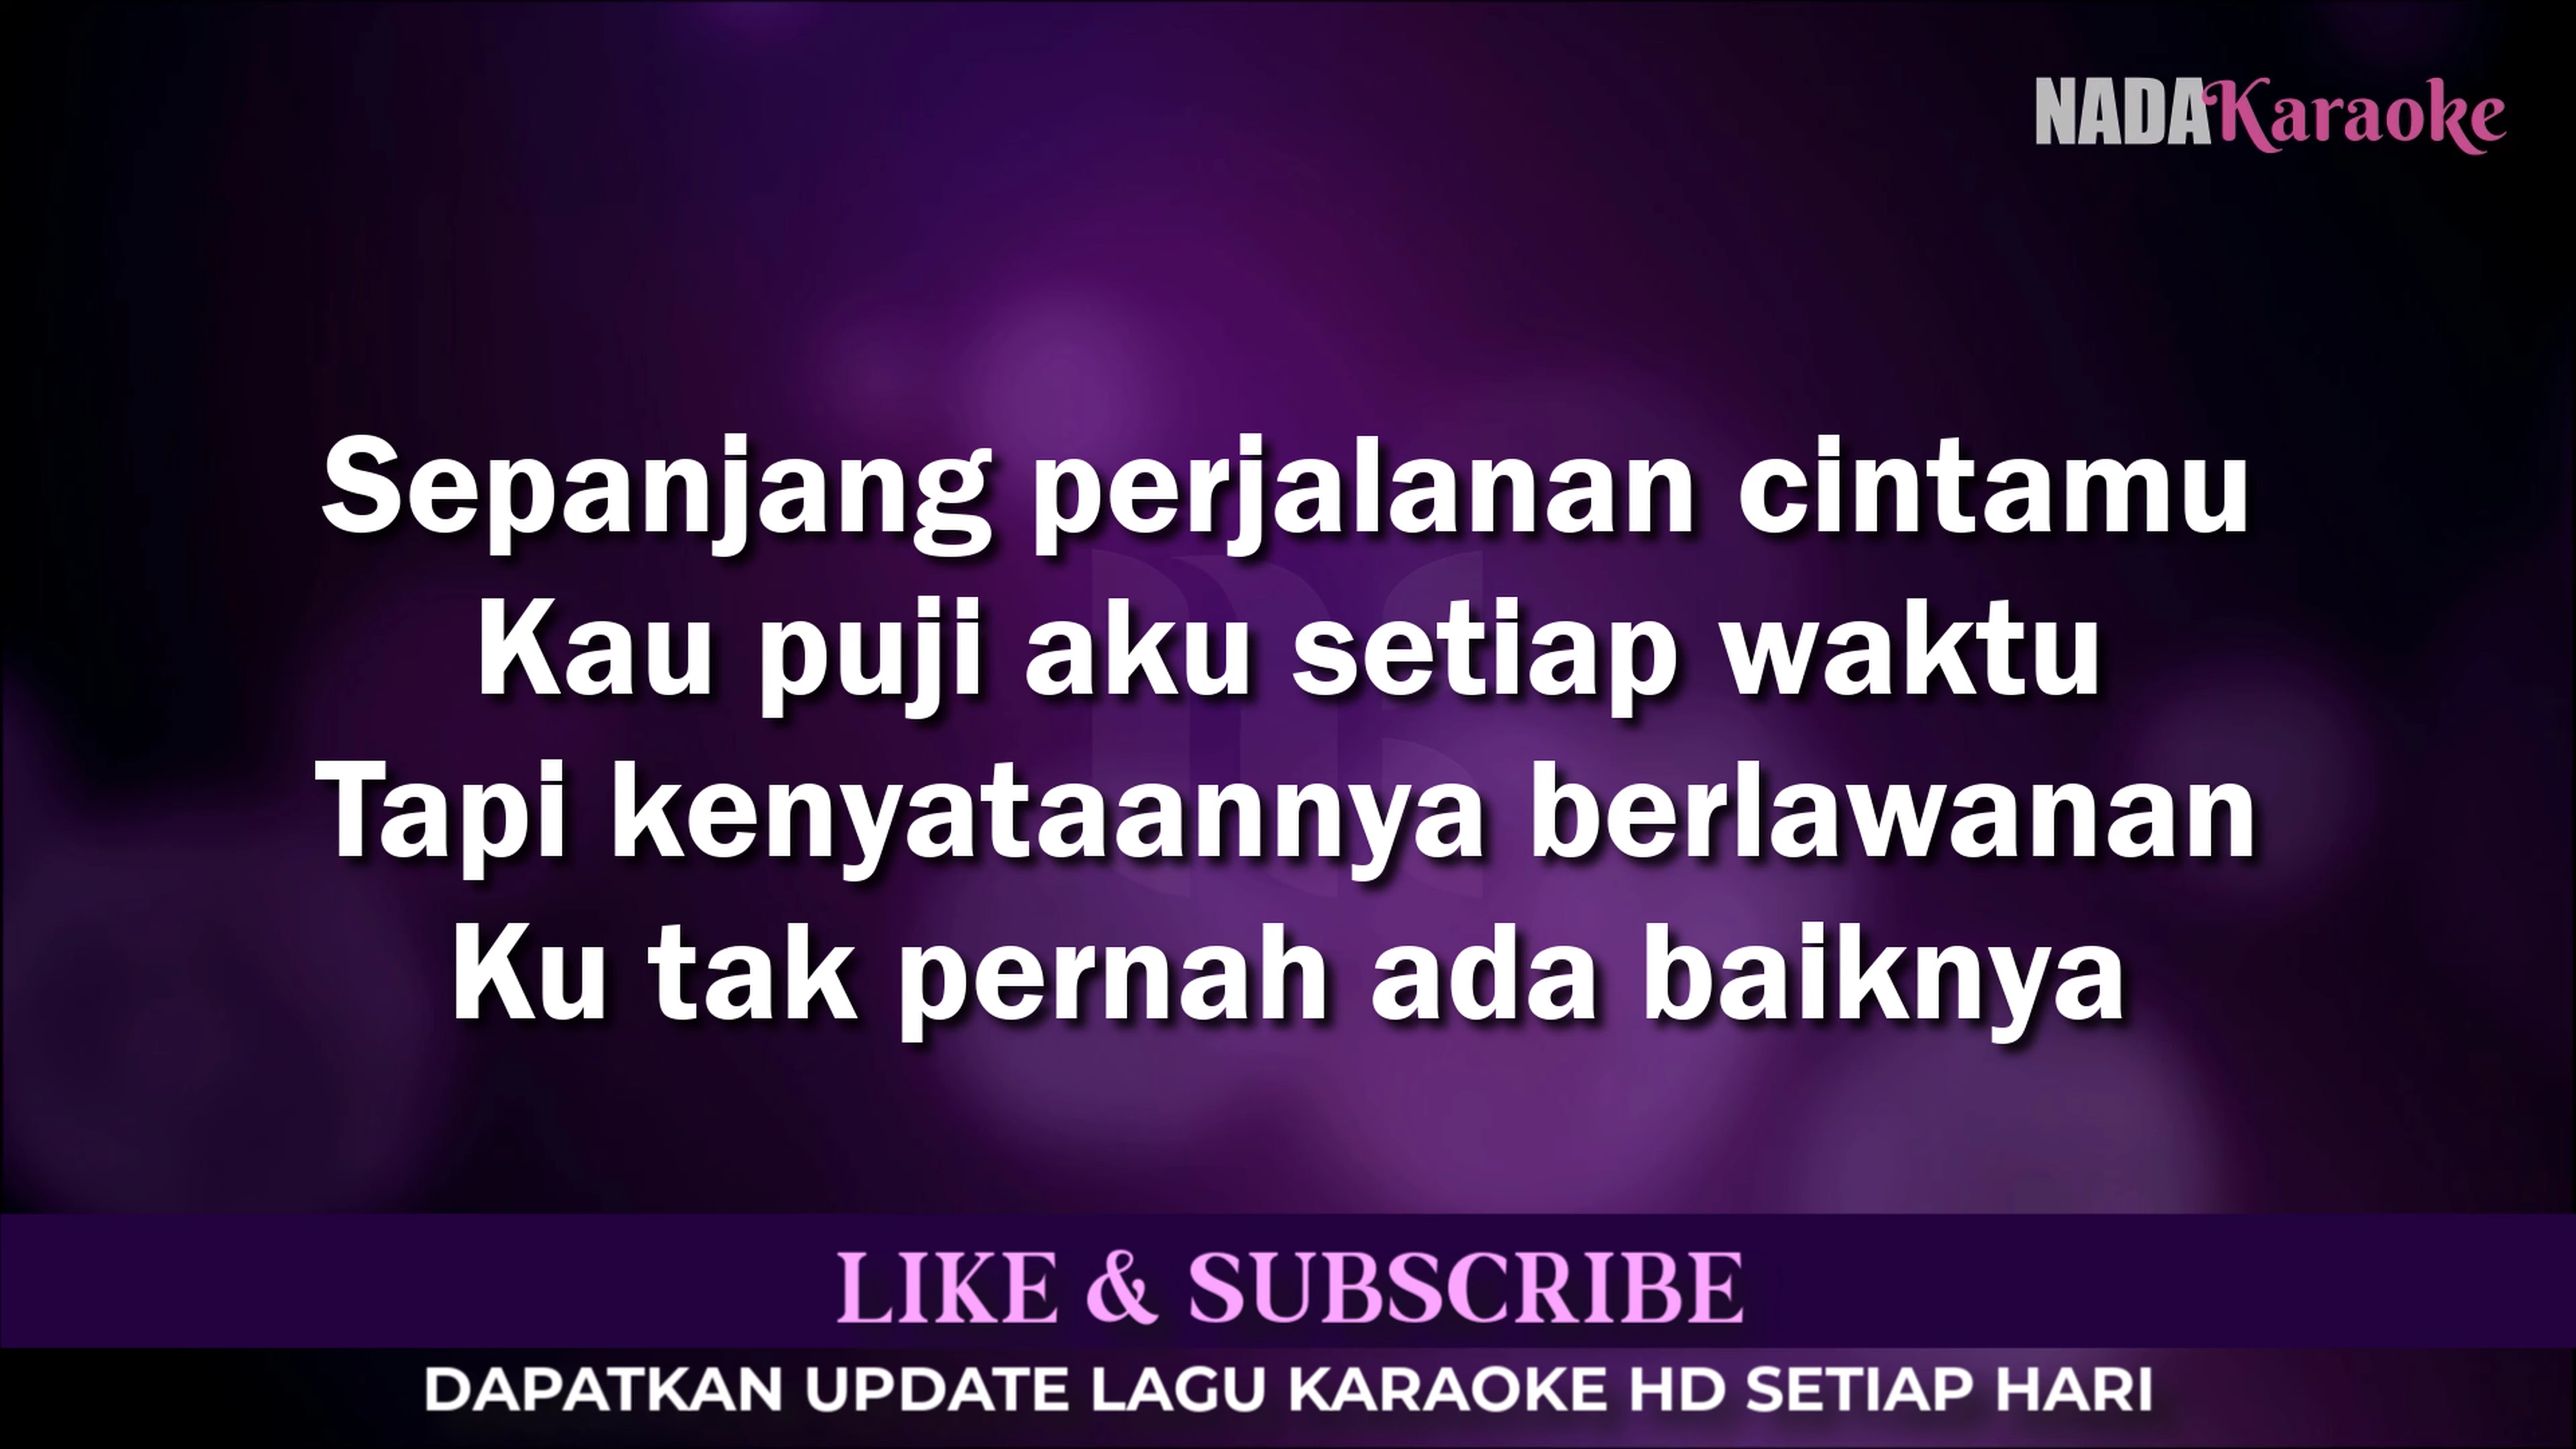 NADAKaraoke
Sepanjang perjalanan cintamu
Kau puji aku setiap waktu
Tapi kenyataannya berlawanan
Ku tak pernah ada baiknya
LIKE & SUBSCRIBE
DAPATKAN UPDATE LAGU KARAOKE HD SETIAP HARI